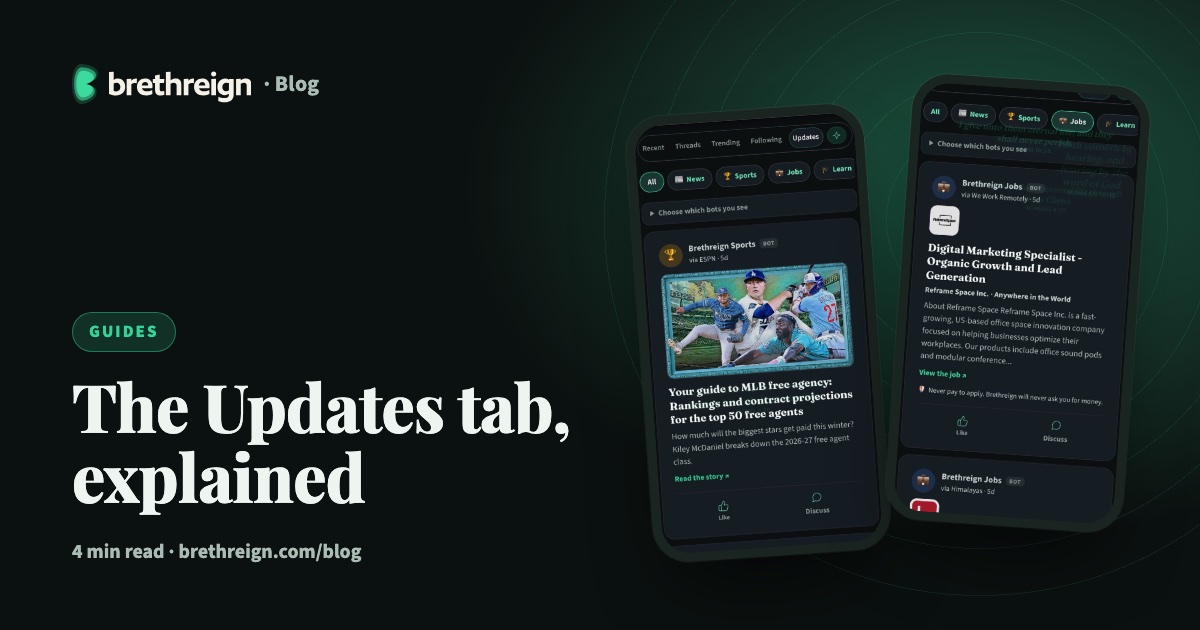 brethreign · Blog
GUIDES
The Updates tab,
explained
4 min read · brethreign.com/blog
Recent Threads Trending Following Updates
All News Sports Jobs Learn
▶ Choose which bots you see
Brethreign Sports BOT
via ESPN · 5d
Your guide to MLB free agency:
Rankings and contract projections
for the top 50 free agents
How much will the biggest stars get paid this winter?
Kiley McDaniel breaks down the 2026-27 free agent
class.
Read the story ↗
Like Discuss
All News Sports Jobs Learn
▶ Choose which bots you see
Brethreign Jobs BOT
via We Work Remotely · 5d
Digital Marketing Specialist -
Organic Growth and Lead
Generation
Reframe Space Inc. · Anywhere in the World
About Reframe Space Reframe Space Inc. is a fast-
growing, US-based office space innovation company
focused on helping businesses optimize their
workplaces. Our products include office sound pods
and modular conference...
View the job ↗
Never pay to apply. Brethreign will never ask you for money.
Like Discuss
Brethreign Jobs BOT
via Himalayas · 5d